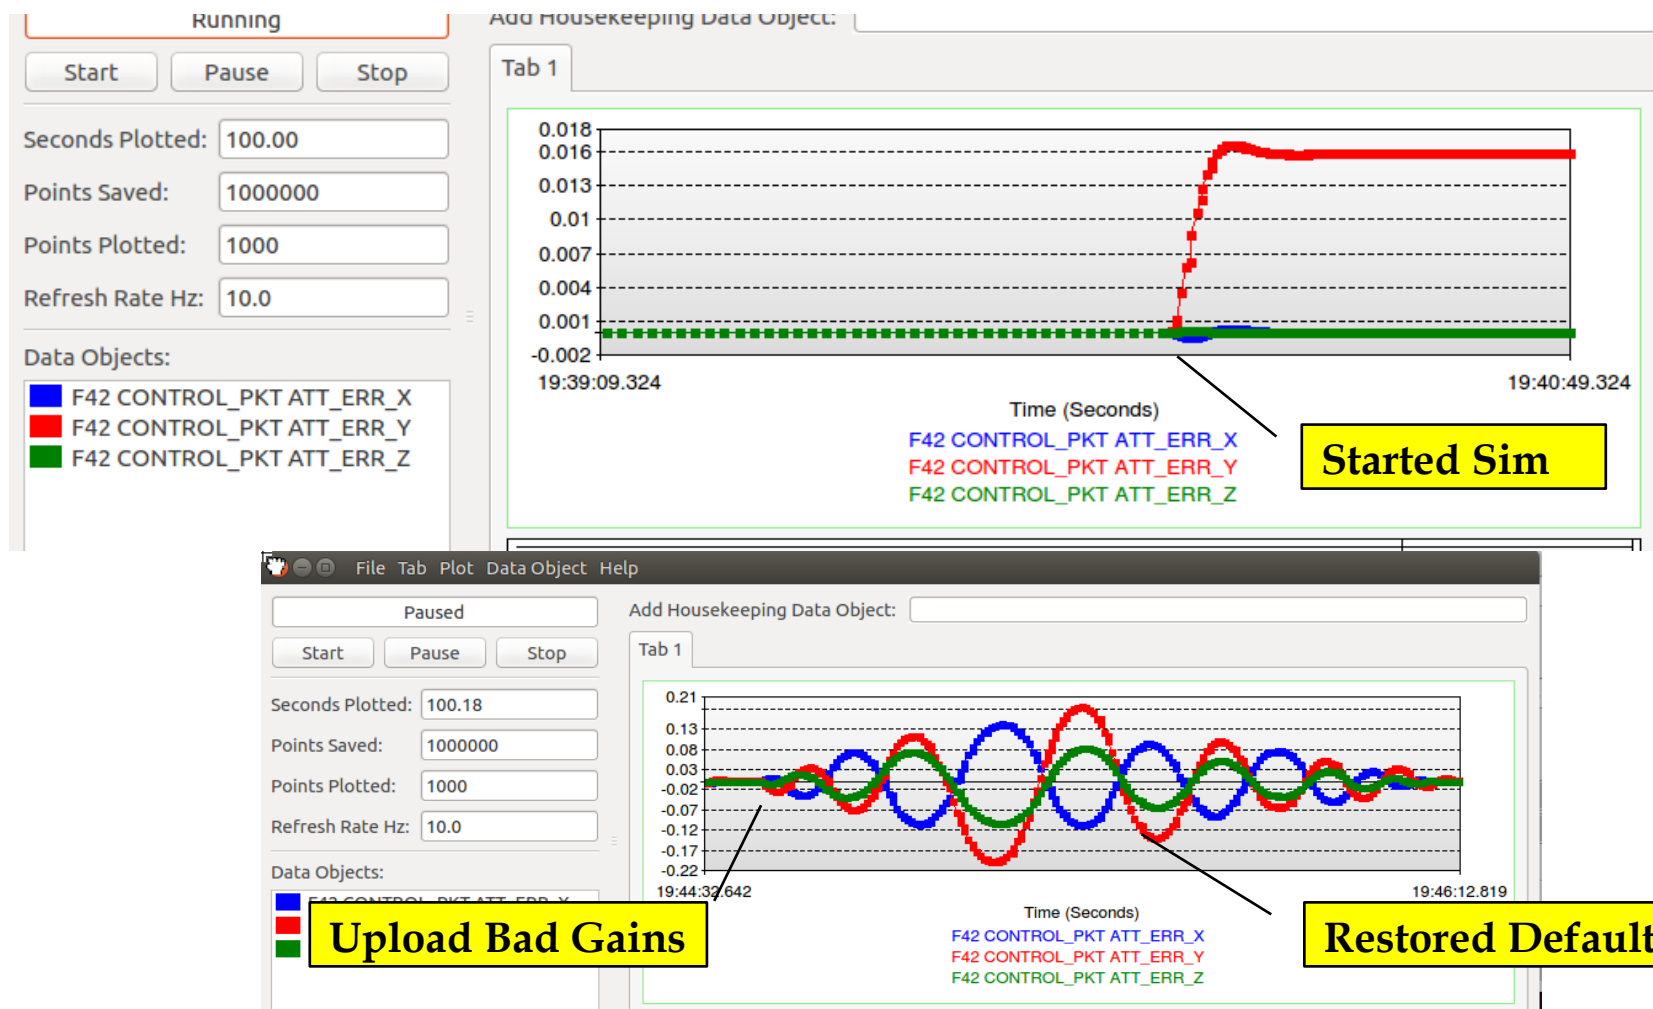 Running
Add Housekeeping Data Object:
Start Pause Stop
Tab 1
Seconds Plotted: 100.00
Points Saved: 1000000
Points Plotted: 1000
Refresh Rate Hz: 10.0
Data Objects:
F42 CONTROL_PKT ATT_ERR_X
F42 CONTROL_PKT ATT_ERR_Y
F42 CONTROL_PKT ATT_ERR_Z
0.018
0.016
0.013
0.01
0.007
0.004
0.001
-0.002
19:39:09.324 19:40:49.324
Time (Seconds)
F42 CONTROL_PKT ATT_ERR_X
F42 CONTROL_PKT ATT_ERR_Y
F42 CONTROL_PKT ATT_ERR_Z
Started Sim
File Tab Plot Data Object Help
Paused
Add Housekeeping Data Object:
Start Pause Stop
Tab 1
Seconds Plotted: 100.18
Points Saved: 1000000
Points Plotted: 1000
Refresh Rate Hz: 10.0
Data Objects:
F42 CONTROL_PKT ATT_ERR_X
0.21
0.13
0.08
0.03
-0.02
-0.07
-0.12
-0.17
-0.22
19:44:32.642 19:46:12.819
Time (Seconds)
F42 CONTROL_PKT ATT_ERR_X
F42 CONTROL_PKT ATT_ERR_Y
F42 CONTROL_PKT ATT_ERR_Z
Upload Bad Gains
Restored Default